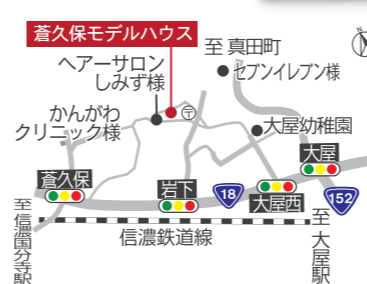 蒼久保モデルハウス
至 真田町
N
ヘアーサロン
しみず様
セブンイレブン様
かんがわ
クリニック様
〒
大屋幼稚園
大屋
蒼久保
岩下
18
大屋西
152
至信濃国分寺駅
信濃鉄道線
至大屋駅